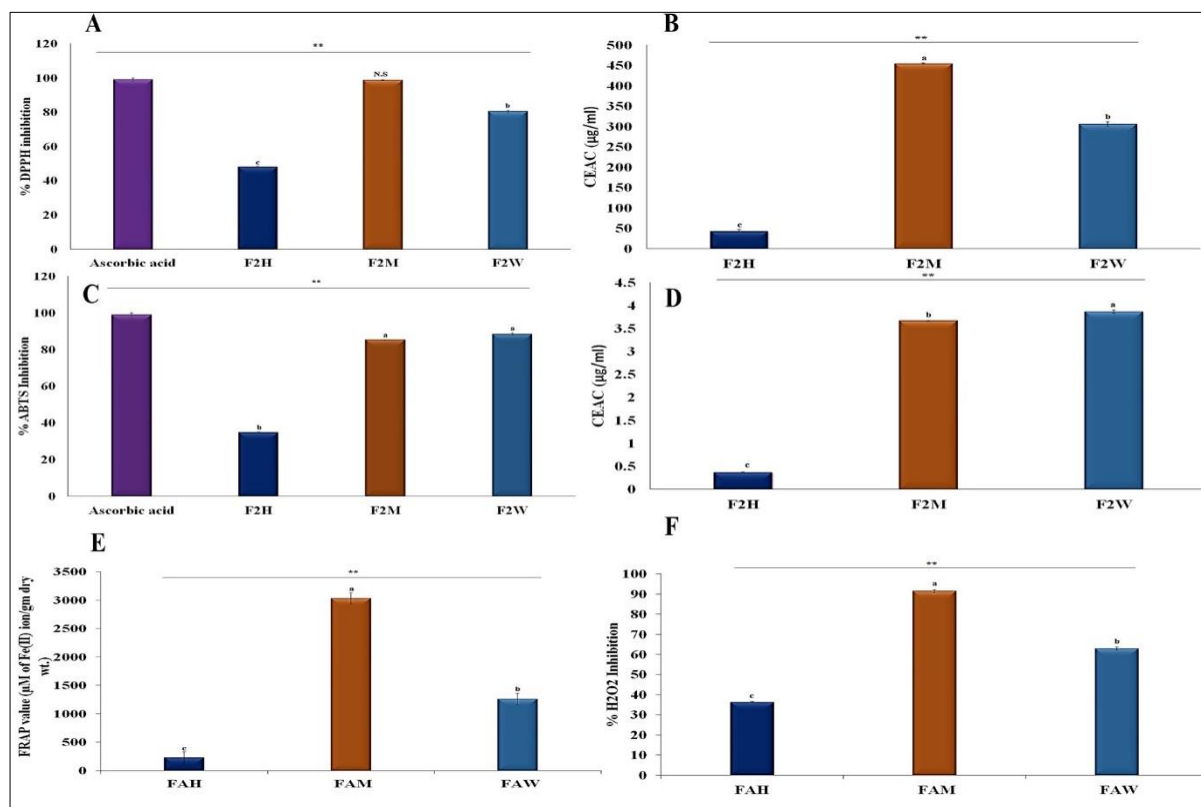 A
% DPPH inhibition
120
100
80
60
40
20
0
**
c
N.S
b
Ascorbic acid F2H F2M F2W
B
CEAC (µg/ml)
500
450
400
350
300
250
200
150
100
50
0
**
c
a
b
F2H F2M F2W
C
% ABTS Inhibition
120
100
80
60
40
20
0
**
b
a
a
Ascorbic acid F2H F2M F2W
D
CEAC (µg/ml)
4.5
4
3.5
3
2.5
2
1.5
1
0.5
0
**
c
b
a
F2H F2M F2W
E
FRAP value (µM of Fe(II) ion/gm dry
wt.)
3500
3000
2500
2000
1500
1000
500
0
**
c
a
b
FAH FAM FAW
F
% H2O2 Inhibition
100
90
80
70
60
50
40
30
20
10
0
**
c
a
b
FAH FAM FAW